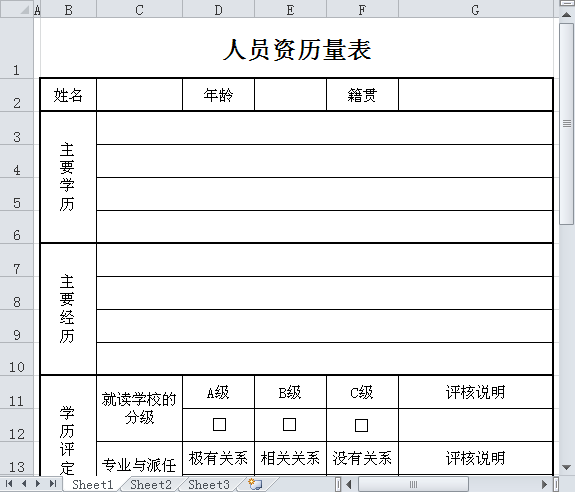 A B C D E F G
1 人员资历量表
2 姓名 年龄 籍贯
3
主
4 要
学
5 历
6
7
主
8 要
经
9 历
10
11 就读学校的 A级 B级 C级 评核说明
学 分级
12 历
评
13 定 专业与派任 极有关系 相关关系 没有关系 评核说明
Sheet1 Sheet2 Sheet3